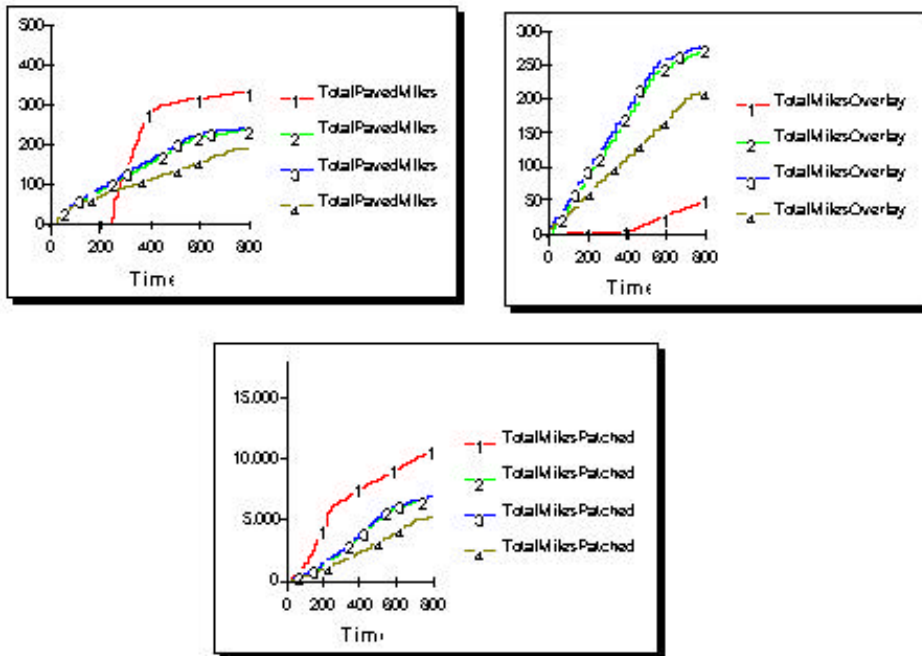 500
400
300
200
100
0
0 200 400 600 800
Time
1 TotalPavedMiles
2 TotalPavedMiles
3 TotalPavedMiles
4 TotalPavedMiles
300
250
200
150
100
50
0
0 200 400 600 800
Time
1 TotalMilesOverlay
2 TotalMilesOverlay
3 TotalMilesOverlay
4 TotalMilesOverlay
15,000
10,000
5,000
0
0 200 400 600 800
Time
1 TotalMilesPatched
2 TotalMilesPatched
3 TotalMilesPatched
4 TotalMilesPatched